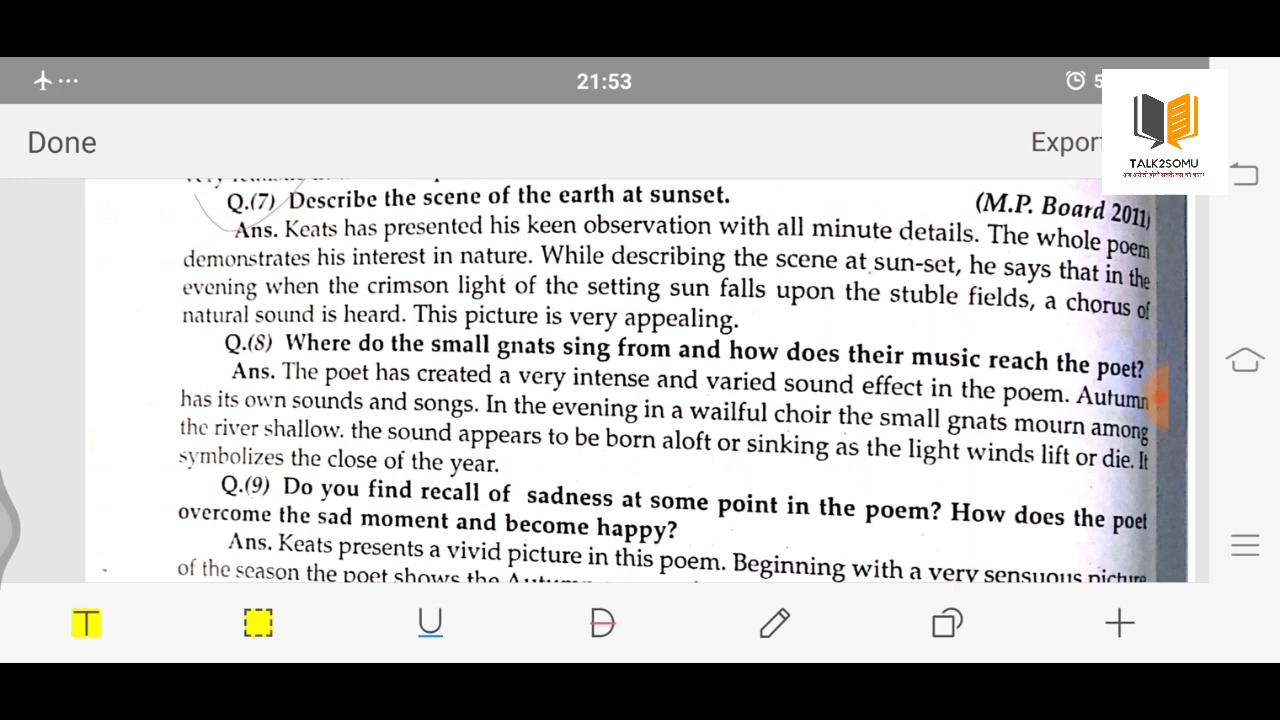 21:53
5
Done
Export
TALK2SOMU
Q.(7) Describe the scene of the earth at sunset.
(M.P. Board 2011)
Ans. Keats has presented his keen observation with all minute details. The whole poem
demonstrates his interest in nature. While describing the scene at sun-set, he says that in the
evening when the crimson light of the setting sun falls upon the stuble fields, a chorus of
natural sound is heard. This picture is very appealing.
Q.(8) Where do the small gnats sing from and how does their music reach the poet?
Ans. The poet has created a very intense and varied sound effect in the poem. Autumn
has its own sounds and songs. In the evening in a wailful choir the small gnats mourn among
the river shallow. the sound appears to be born aloft or sinking as the light winds lift or die. It
symbolizes the close of the year.
Q.(9) Do you find recall of sadness at some point in the poem? How does the poet
overcome the sad moment and become happy?
Ans. Keats presents a vivid picture in this poem. Beginning with a very sensuous picture
of the season the poet shows the
T
U
D